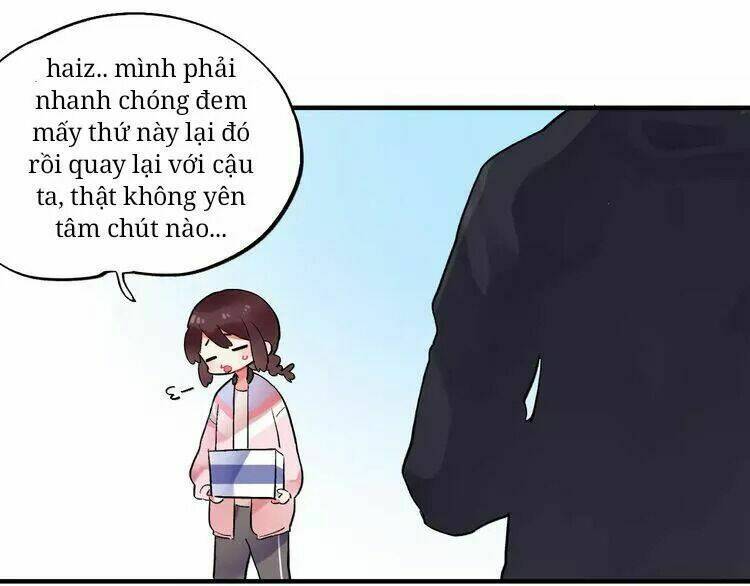 haiz.. mình phải
nhanh chóng đem
mấy thứ này lại đó
rồi quay lại với cậu
ta, thật không yên
tâm chút nào...